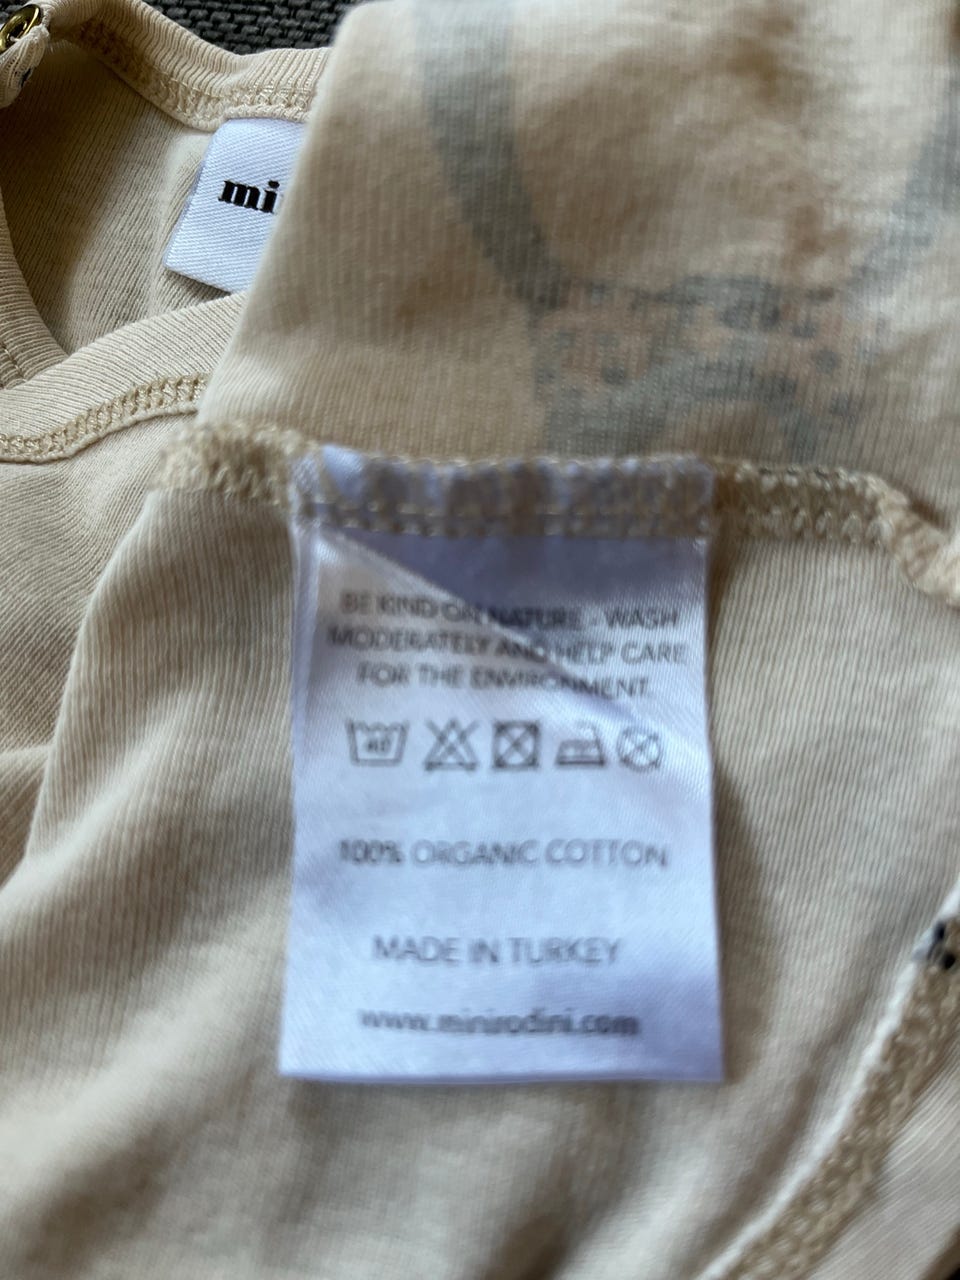 mi
BE KIND ON NATURE - WASH
MODERATELY AND HELP CARE
FOR THE ENVIRONMENT.
40
100% ORGANIC COTTON
MADE IN TURKEY
www.minirodini.com